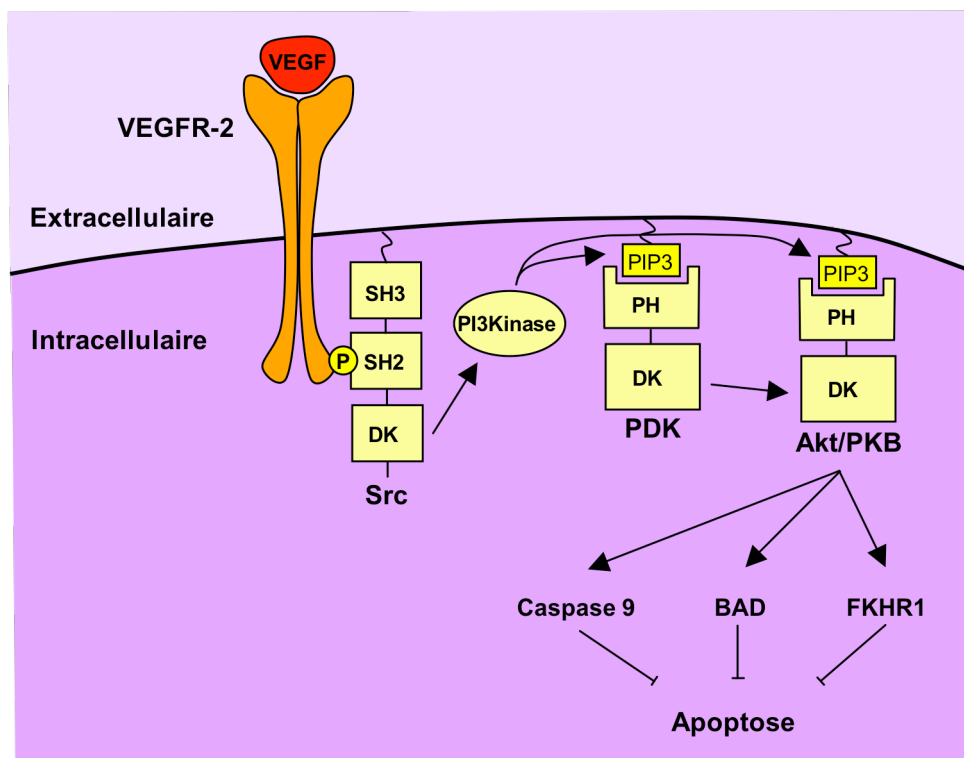 VEGF
VEGFR-2
Extracellulaire
Intracellulaire
SH3
P
SH2
DK
Src
PI3Kinase
PIP3
PH
DK
PDK
PIP3
PH
DK
Akt/PKB
Caspase 9
BAD
FKHR1
Apoptose